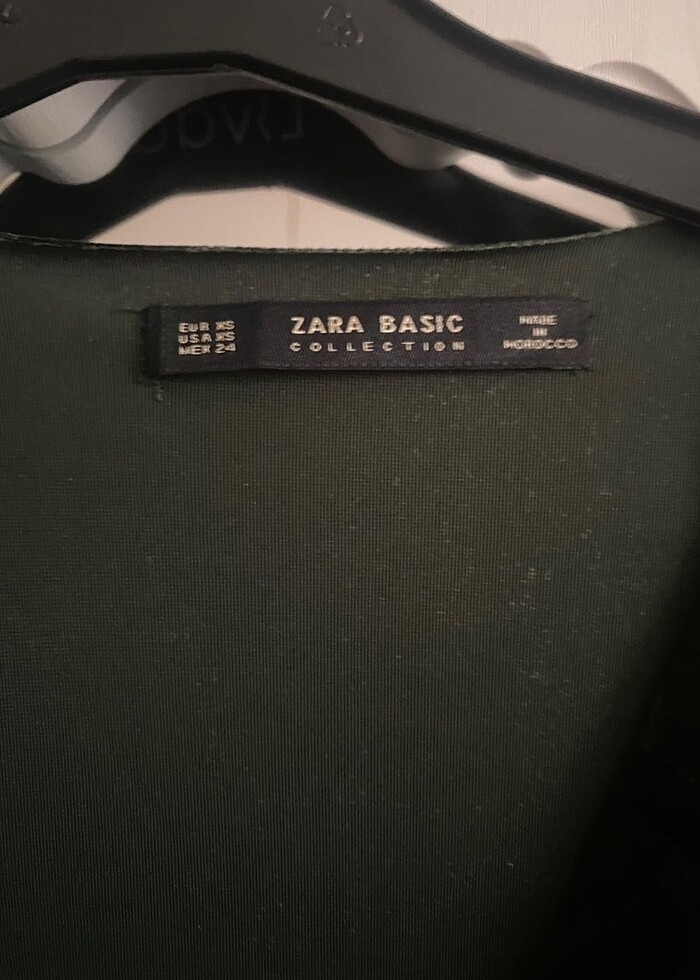 EUR XS
USA XS
MEX 24
ZARA BASIC
COLLECTION
MADE
IN
MOROCCO